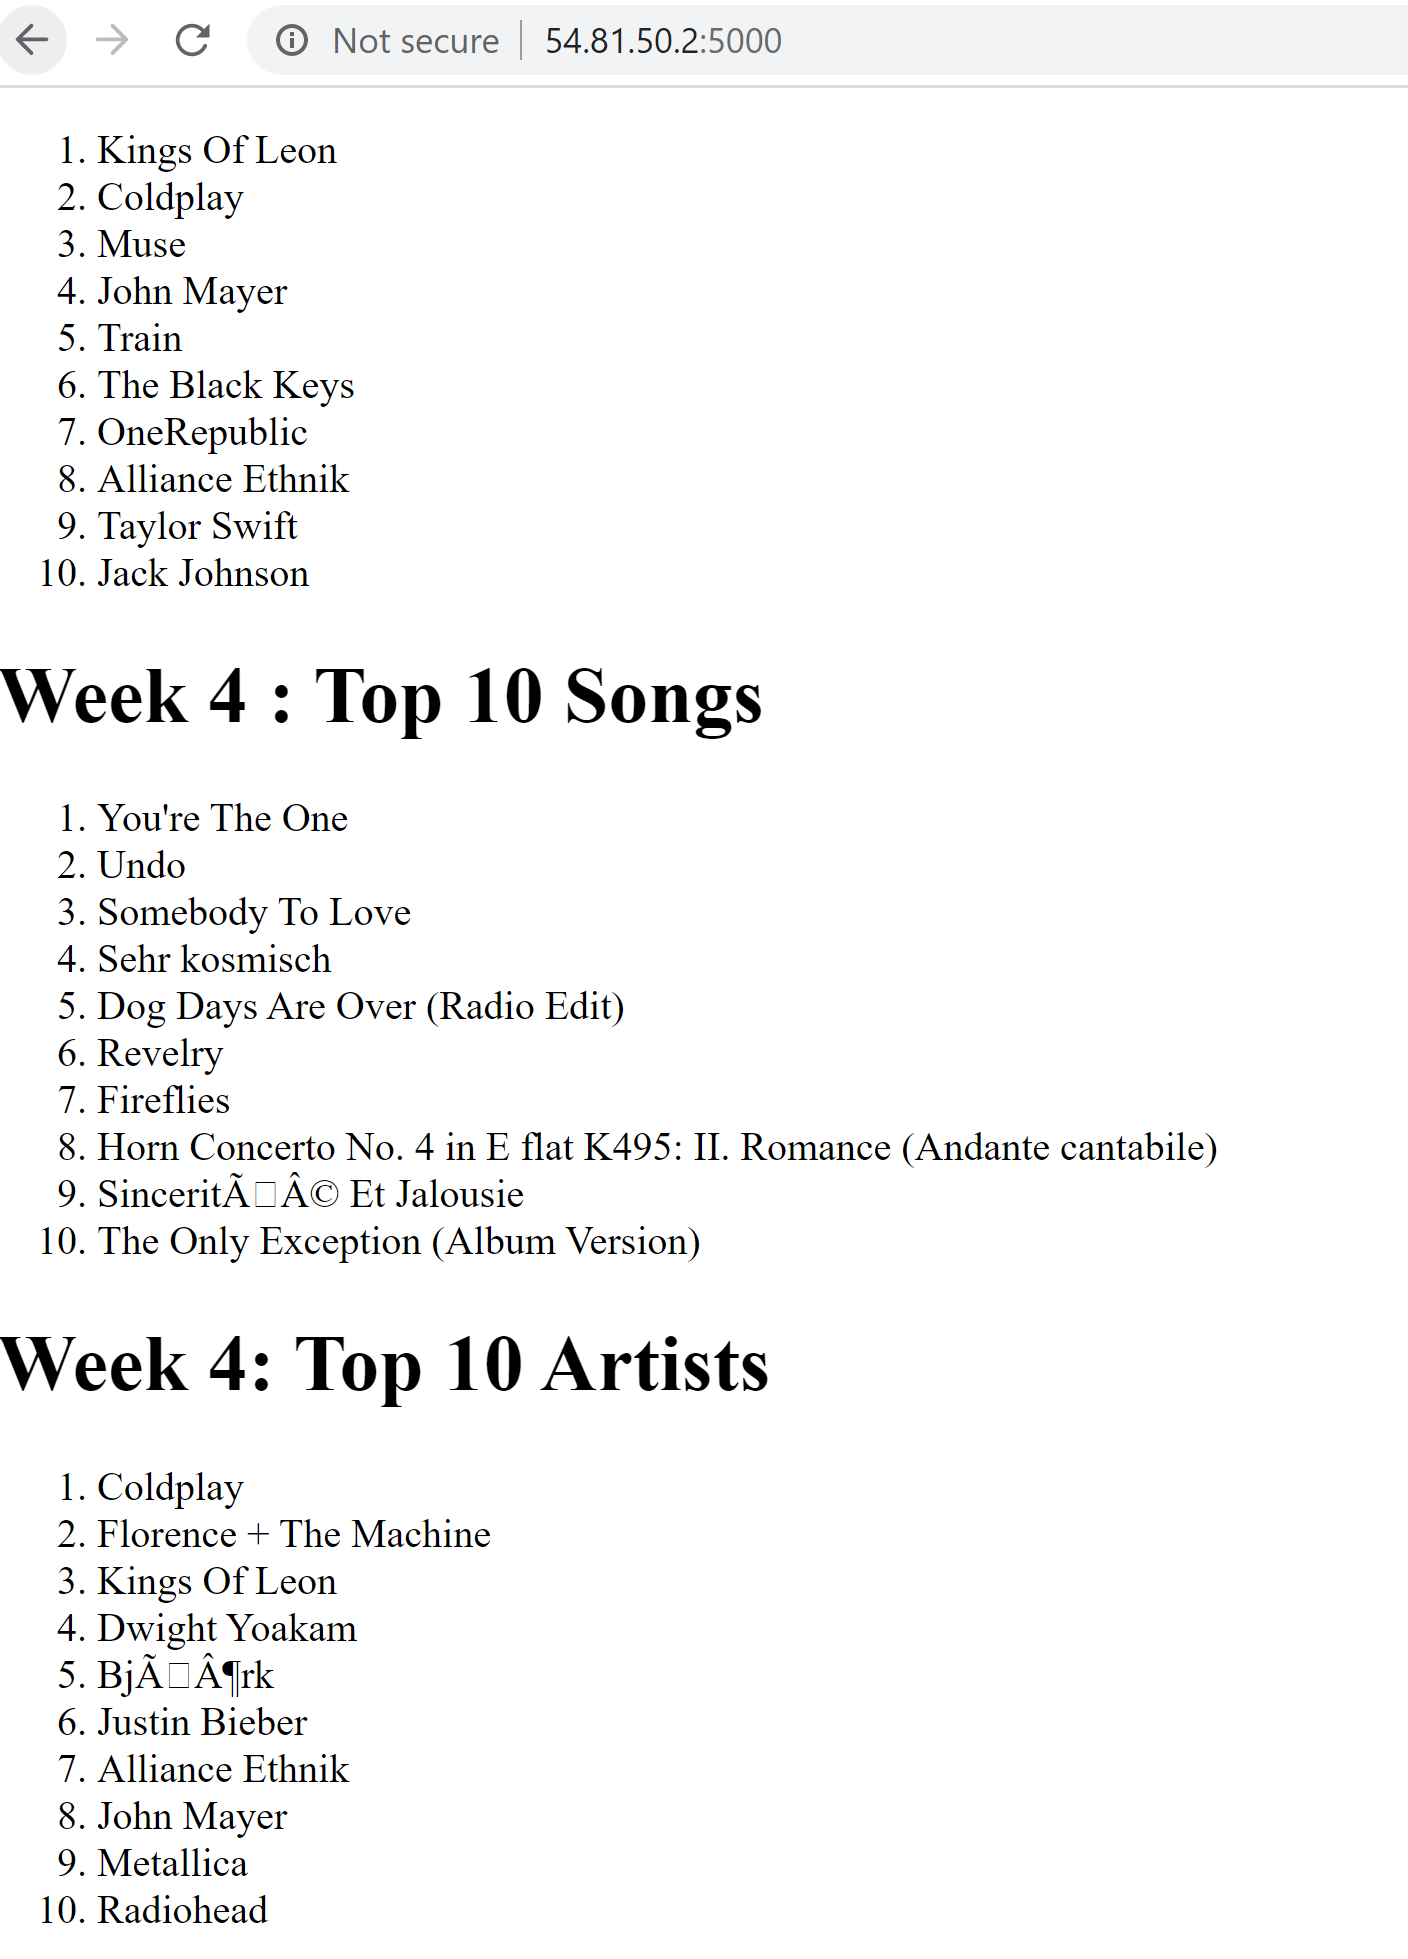 Not secure | 54.81.50.2:5000
1. Kings Of Leon
2. Coldplay
3. Muse
4. John Mayer
5. Train
6. The Black Keys
7. OneRepublic
8. Alliance Ethnik
9. Taylor Swift
10. Jack Johnson
Week 4 : Top 10 Songs
1. You're The One
2. Undo
3. Somebody To Love
4. Sehr kosmisch
5. Dog Days Are Over (Radio Edit)
6. Revelry
7. Fireflies
8. Horn Concerto No. 4 in E flat K495: II. Romance (Andante cantabile)
9. SinceritÃ□Â© Et Jalousie
10. The Only Exception (Album Version)
Week 4: Top 10 Artists
1. Coldplay
2. Florence + The Machine
3. Kings Of Leon
4. Dwight Yoakam
5. BjÃ□Â¶rk
6. Justin Bieber
7. Alliance Ethnik
8. John Mayer
9. Metallica
10. Radiohead